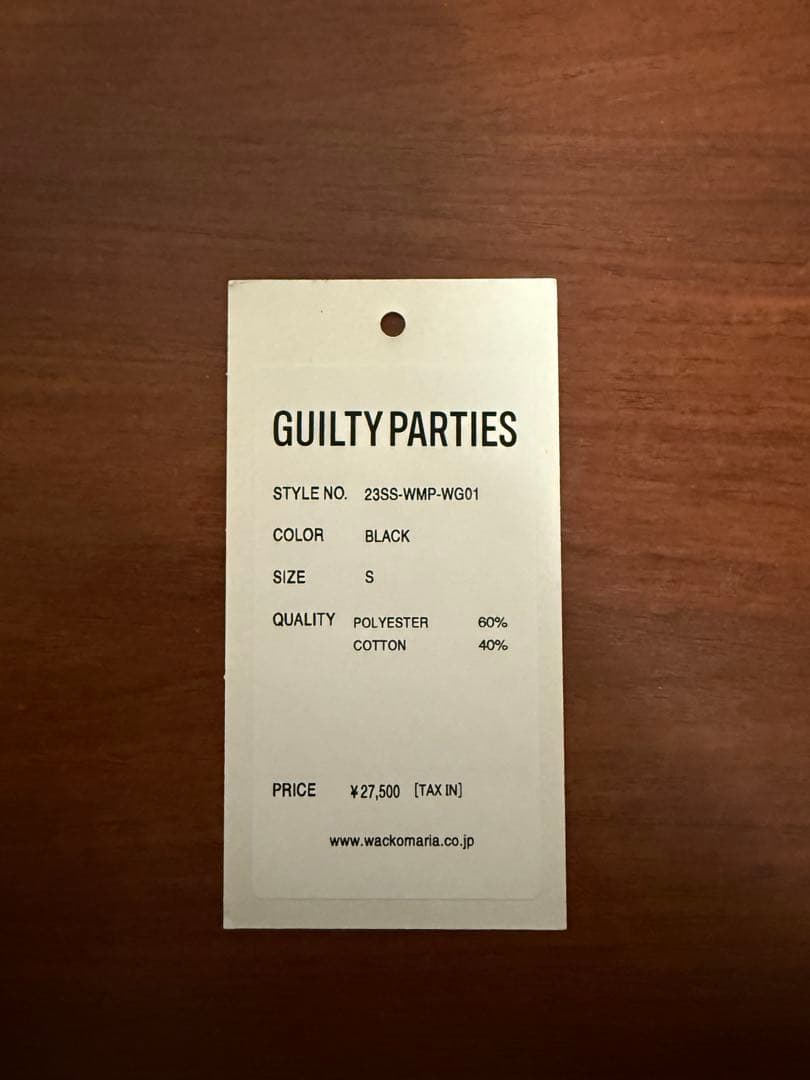 GUILTY PARTIES
STYLE NO. 23SS-WMP-WG01
COLOR BLACK
SIZE S
QUALITY POLYESTER 60%
COTTON 40%
PRICE ¥27,500 [TAX IN]
www.wackomaria.co.jp